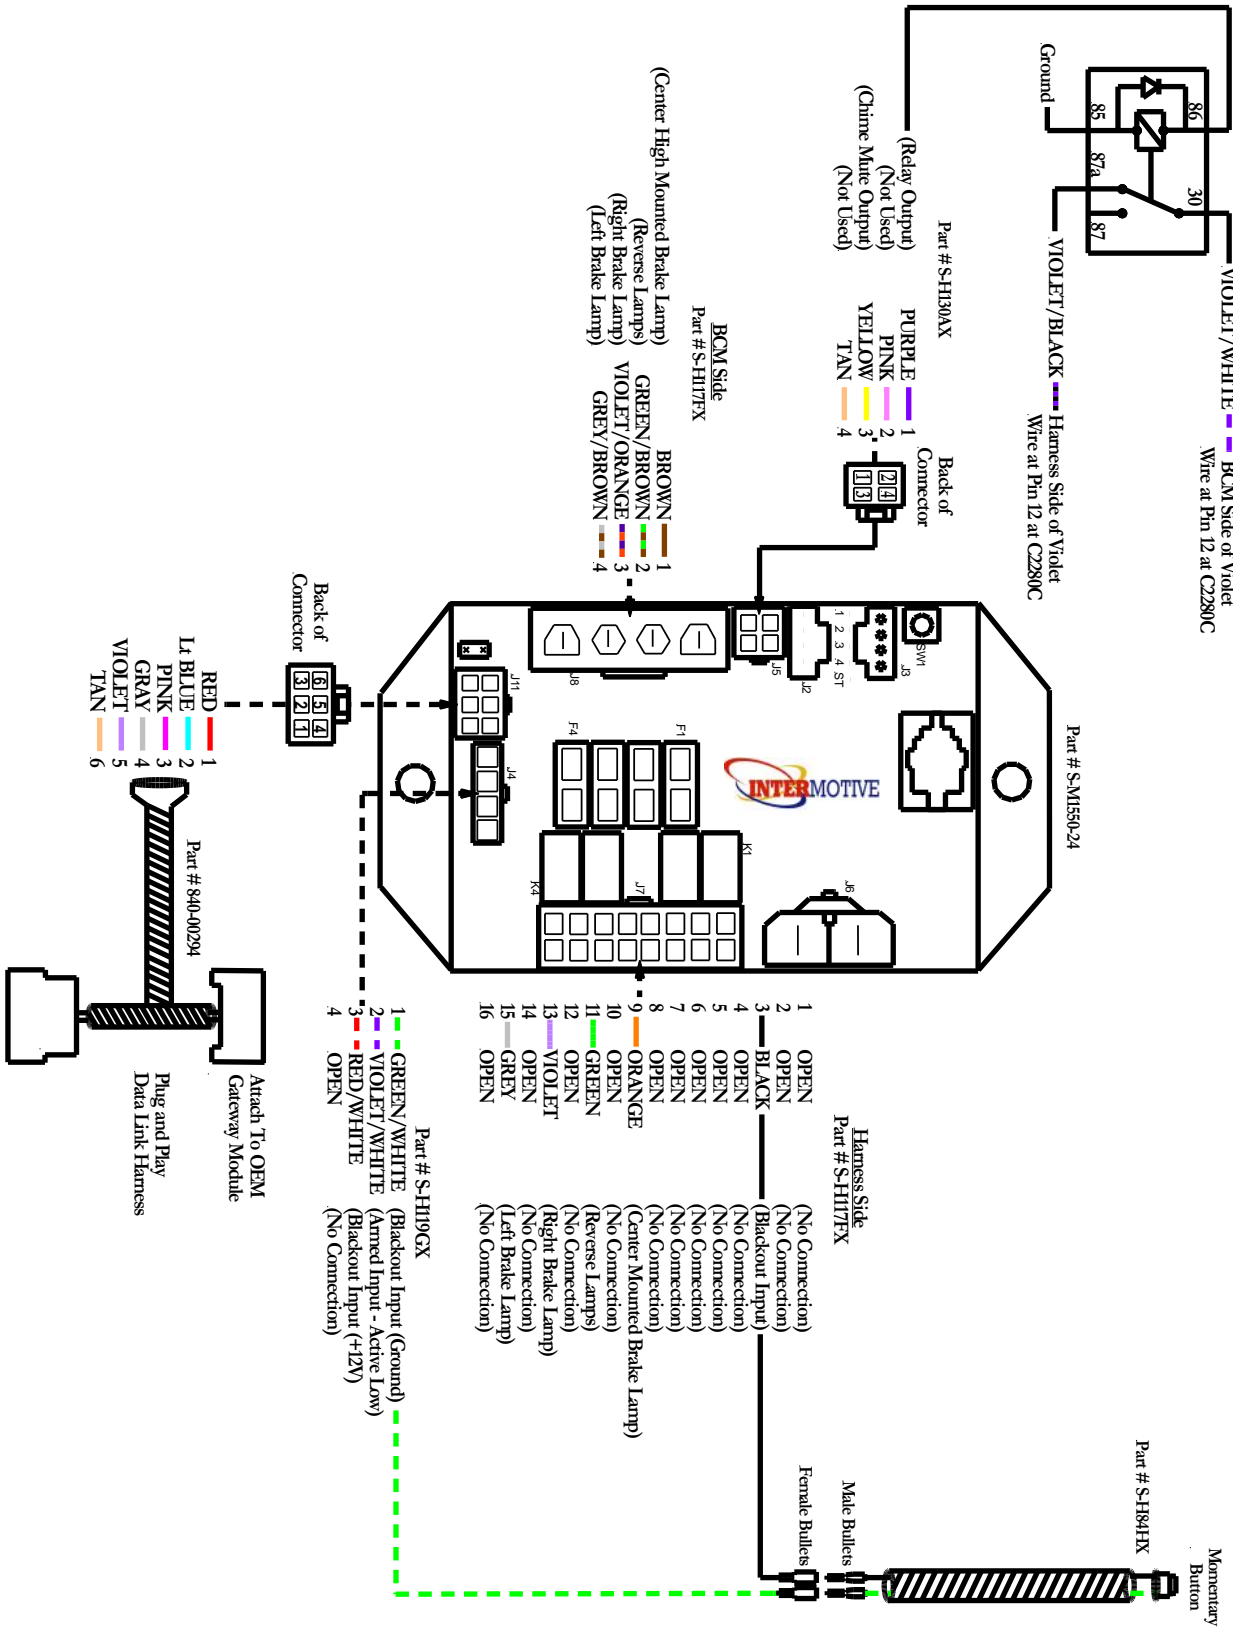 VIOLET/WHITE
BCM Side of Violet
Wire at Pin 12 at C2280C
VIOLET/BLACK
Harness Side of Violet
Wire at Pin 12 at C2280C
Ground
86
30
85
87a
87
Part # S-H130AX
(Relay Output)
(Not Used)
(Chime Mute Output)
(Not Used)
PURPLE 1
PINK 2
YELLOW 3
TAN 4
Back of
Connector
2 4
1 3
BCM Side
Part # S-H117FX
(Center High Mounted Brake Lamp)
(Reverse Lamps)
(Right Brake Lamp)
(Left Brake Lamp)
BROWN 1
GREEN/BROWN 2
VIOLET/ORANGE 3
GREY/BROWN 4
Part # S-M1550-24
SW1
J3
1 2 3 4 ST
J2
J5
J8
J11
J4
F1
F4
K1
K4
J7
J6
INTERMOTIVE
Back of
Connector
6 5 4
3 2 1
RED 1
Lt BLUE 2
PINK 3
GRAY 4
VIOLET 5
TAN 6
Part # 840-00294
Attach To OEM
Gateway Module
Plug and Play
Data Link Harness
Harness Side
Part # S-H117FX
1 OPEN (No Connection)
2 OPEN (No Connection)
3 BLACK (Blackout Input)
4 OPEN (No Connection)
5 OPEN (No Connection)
6 OPEN (No Connection)
7 OPEN (No Connection)
8 OPEN (No Connection)
9 ORANGE (Center Mounted Brake Lamp)
10 OPEN (No Connection)
11 GREEN (Reverse Lamps)
12 OPEN (No Connection)
13 VIOLET (Right Brake Lamp)
14 OPEN (No Connection)
15 GREY (Left Brake Lamp)
16 OPEN (No Connection)
Part # S-H119GX
1 GREEN/WHITE (Blackout Input (Ground)
2 VIOLET/WHITE (Armed Input - Active Low)
3 RED/WHITE (Blackout Input (+12V)
4 OPEN (No Connection)
Female Bullets
Male Bullets
Part # S-H84HX
Momentary
Button